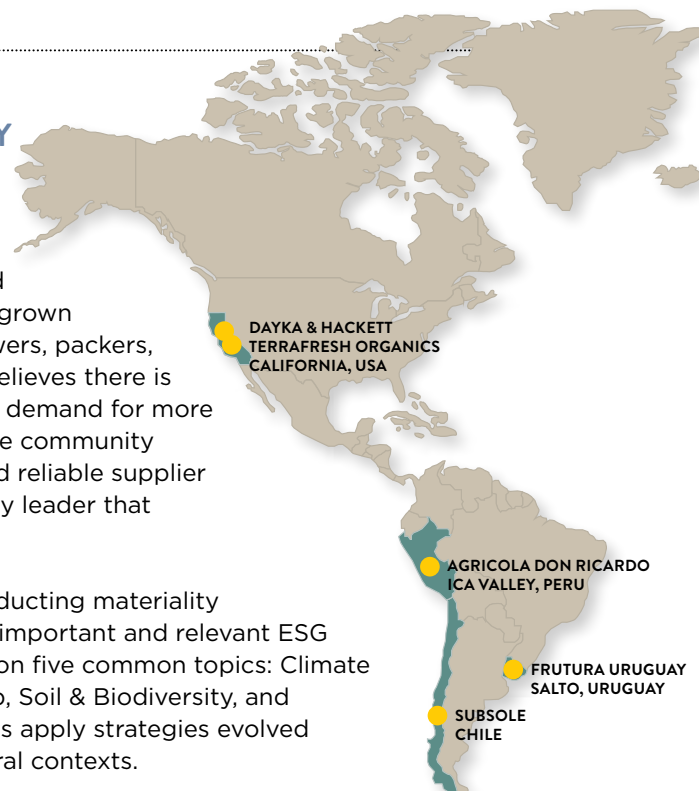 Y
d
grown
wers, packers,
elieves there is
demand for more
e community
d reliable supplier
y leader that
ducting materiality
important and relevant ESG
on five common topics: Climate
p, Soil & Biodiversity, and
s apply strategies evolved
ral contexts.
DAYKA & HACKETT
TERRAFRESH ORGANICS
CALIFORNIA, USA
AGRICOLA DON RICARDO
ICA VALLEY, PERU
FRUTURA URUGUAY
SALTO, URUGUAY
SUBSOLE
CHILE